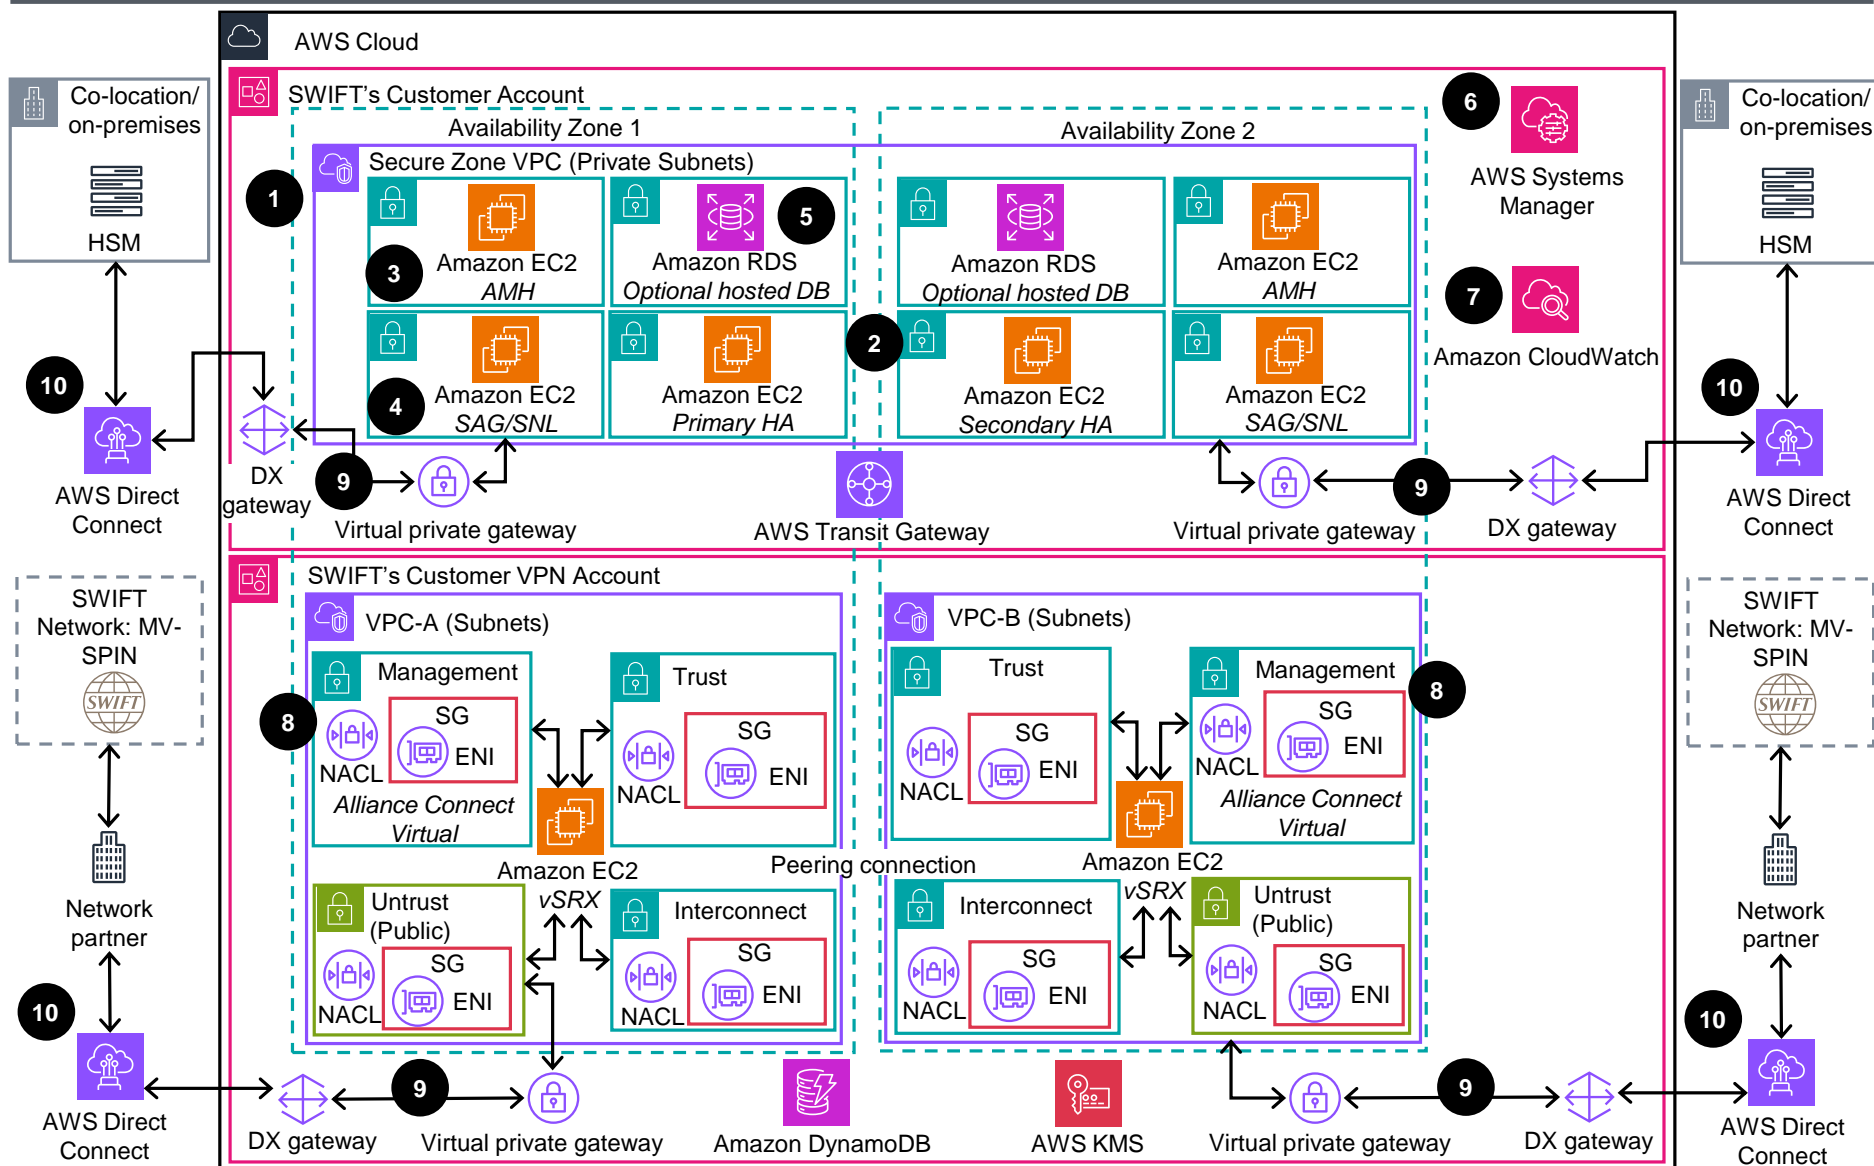 AWS Cloud
SWIFT's Customer Account
Co-location/
on-premises
HSM
10
AWS Direct
Connect
DX
gateway
Availability Zone 1
Availability Zone 2
1
Secure Zone VPC (Private Subnets)
3
Amazon EC2
AMH
5
Amazon RDS
Optional hosted DB
Amazon RDS
Optional hosted DB
Amazon EC2
AMH
4
Amazon EC2
SAG/SNL
Amazon EC2
Primary HA
2
Amazon EC2
Secondary HA
Amazon EC2
SAG/SNL
6
AWS Systems
Manager
7
Amazon CloudWatch
9
Virtual private gateway
AWS Transit Gateway
Virtual private gateway
9
DX gateway
Co-location/
on-premises
HSM
10
AWS Direct
Connect
SWIFT
Network: MV-
SPIN
SWIFT
Network
partner
10
AWS Direct
Connect
SWIFT's Customer VPN Account
VPC-A (Subnets)
8
Management
SG
ENI
NACL
Alliance Connect
Virtual
Trust
SG
ENI
NACL
Amazon EC2
vSRX
Untrust
(Public)
SG
ENI
NACL
Interconnect
SG
ENI
NACL
Peering connection
VPC-B (Subnets)
Trust
SG
ENI
NACL
8
Management
SG
ENI
NACL
Alliance Connect
Virtual
Amazon EC2
vSRX
Interconnect
SG
ENI
NACL
Untrust
(Public)
SG
ENI
NACL
DX gateway
9
Virtual private gateway
Amazon DynamoDB
AWS KMS
Virtual private gateway
9
DX gateway
SWIFT
Network: MV-
SPIN
SWIFT
Network
partner
10
AWS Direct
Connect